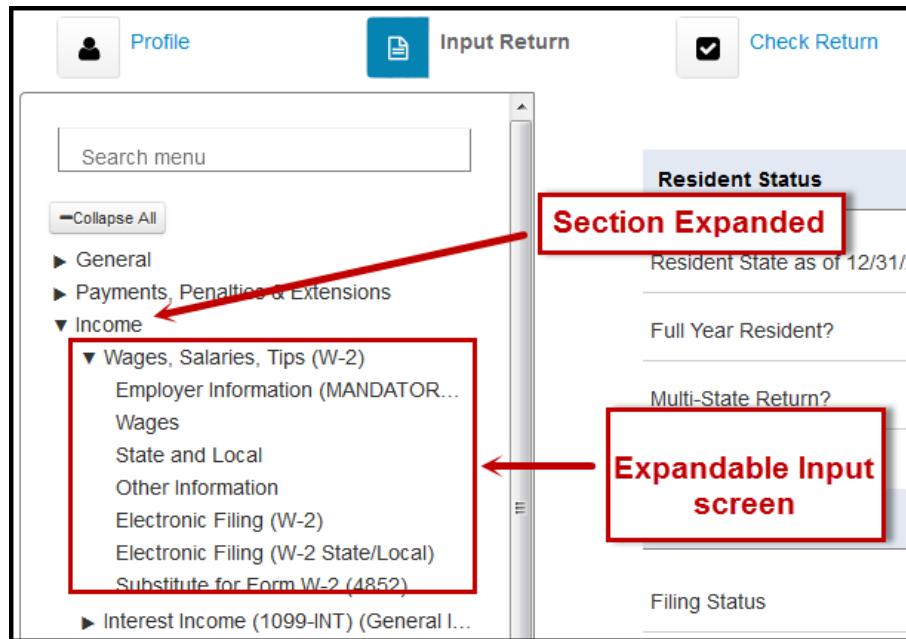 Profile
Input Return
Check Return
Search menu
Collapse All
General
Payments, Penalties & Extensions
Income
Wages, Salaries, Tips (W-2)
Employer Information (MANDATOR...
Wages
State and Local
Other Information
Electronic Filing (W-2)
Electronic Filing (W-2 State/Local)
Substitute for Form W-2 (4852)
Interest Income (1099-INT) (General I...
Section Expanded
Expandable Input
screen
Resident Status
Resident State as of 12/31/
Full Year Resident?
Multi-State Return?
Filing Status